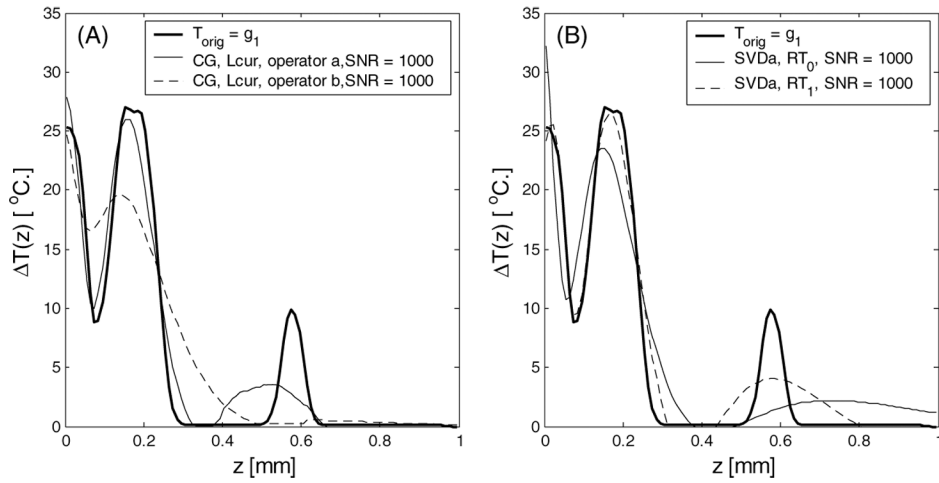 (A)
T_orig = g_1
CG, Lcur, operator a,SNR = 1000
CG, Lcur, operator b,SNR = 1000
35
30
25
20
15
10
5
0
ΔT(z) [ °C.]
0
0.2
0.4
0.6
0.8
1
z [mm]
(B)
T_orig = g_1
SVDa, RT_0, SNR = 1000
SVDa, RT_1, SNR = 1000
35
30
25
20
15
10
5
0
ΔT(z) [ °C.]
0
0.2
0.4
0.6
0.8
z [mm]